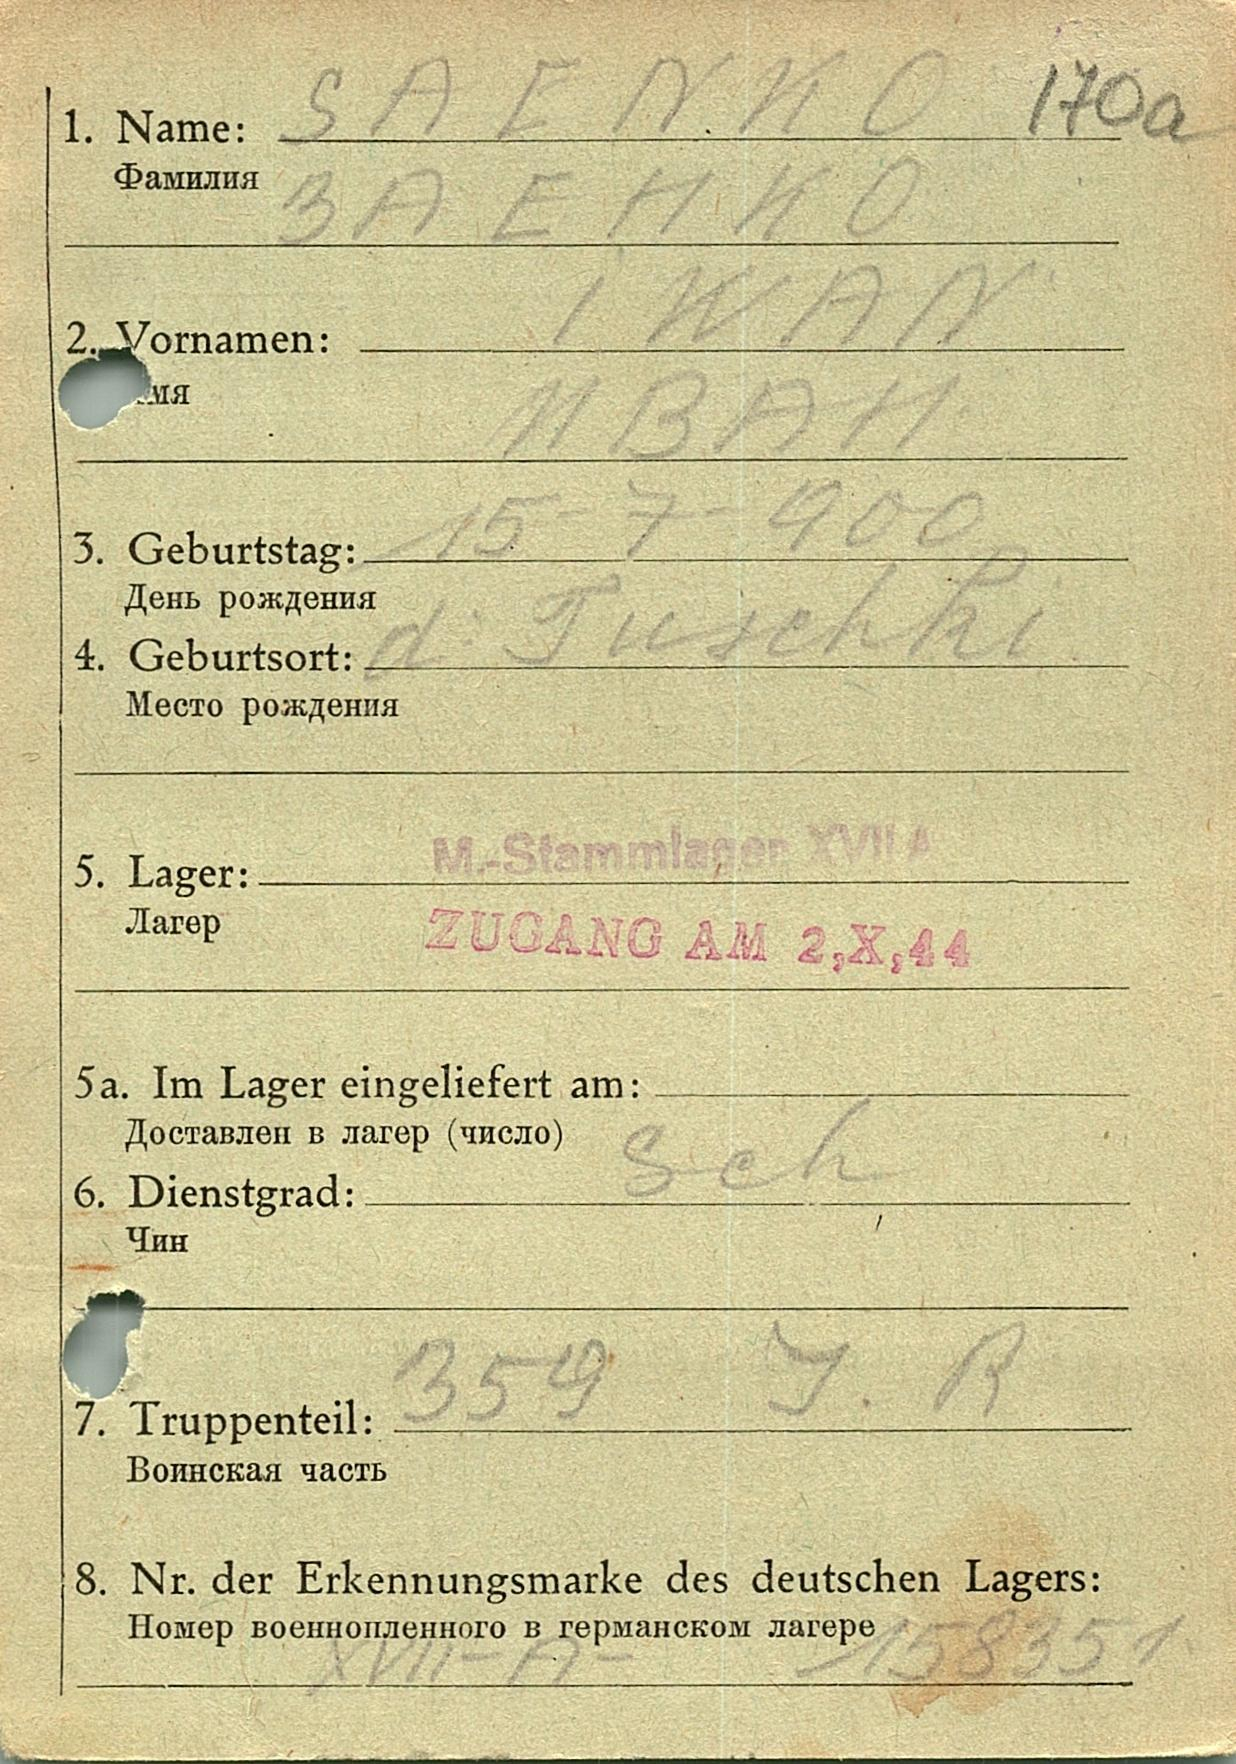 170a
1. Name: SAENKO
Фамилия
ЗАЕНКО
2. Vornamen: IWAN
имя
ИВАН
3. Geburtstag: 15-7-900
День рождения
4. Geburtsort: d. Tuschki
Место рождения
5. Lager: M.-Stammlager XVII A
Лагер
ZUGANG AM 2,X,44
5a. Im Lager eingeliefert am:
Доставлен в лагер (число)
6. Dienstgrad: Sch
Чин
7. Truppenteil: 359 J. R
Воинская часть
8. Nr. der Erkennungsmarke des deutschen Lagers:
Номер военнопленного в германском лагере
XVII-A- 158351.